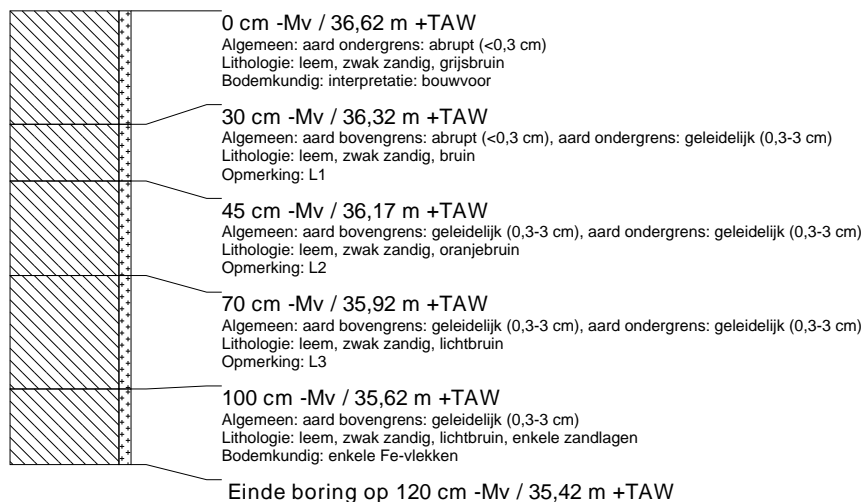 0 cm -Mv / 36,62 m +TAW
Algemeen: aard ondergrens: abrupt (<0,3 cm)
Lithologie: leem, zwak zandig, grijsbruin
Bodemkundig: interpretatie: bouwvoor
30 cm -Mv / 36,32 m +TAW
Algemeen: aard bovengrens: abrupt (<0,3 cm), aard ondergrens: geleidelijk (0,3-3 cm)
Lithologie: leem, zwak zandig, bruin
Opmerking: L1
45 cm -Mv / 36,17 m +TAW
Algemeen: aard bovengrens: geleidelijk (0,3-3 cm), aard ondergrens: geleidelijk (0,3-3 cm)
Lithologie: leem, zwak zandig, oranjebruin
Opmerking: L2
70 cm -Mv / 35,92 m +TAW
Algemeen: aard bovengrens: geleidelijk (0,3-3 cm), aard ondergrens: geleidelijk (0,3-3 cm)
Lithologie: leem, zwak zandig, lichtbruin
Opmerking: L3
100 cm -Mv / 35,62 m +TAW
Algemeen: aard bovengrens: geleidelijk (0,3-3 cm)
Lithologie: leem, zwak zandig, lichtbruin, enkele zandlagen
Bodemkundig: enkele Fe-vlekken
Einde boring op 120 cm -Mv / 35,42 m +TAW